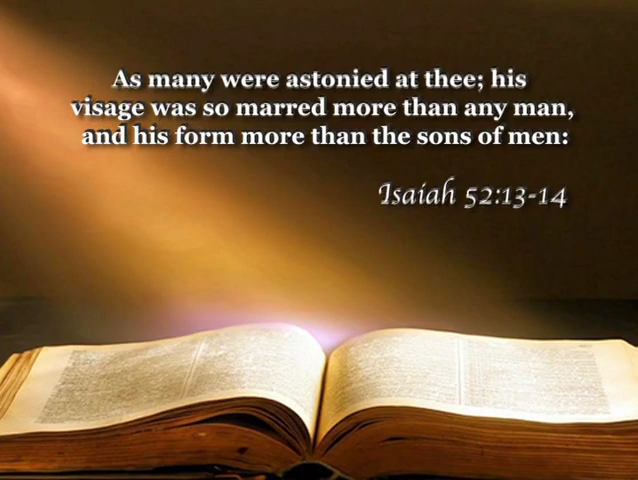 As many were astonied at thee; his
visage was so marred more than any man,
and his form more than the sons of men:
Isaiah 52:13-14